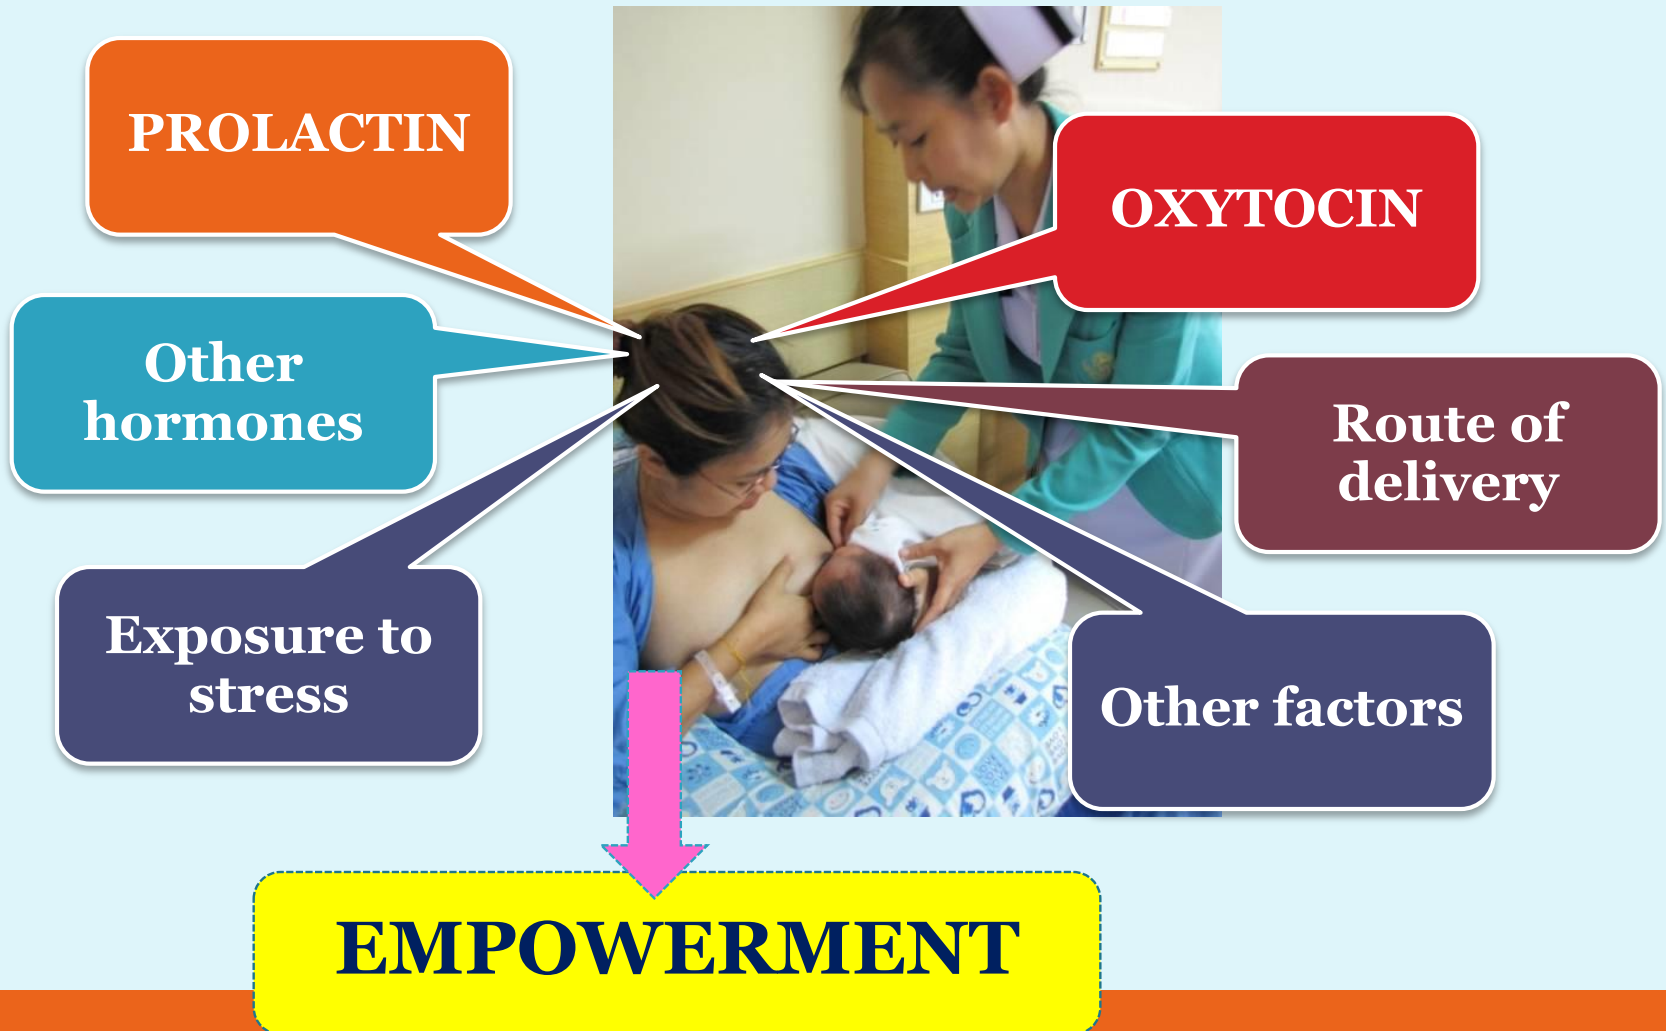 PROLACTIN
OXYTOCIN
Other
hormones
Route of
delivery
Exposure to
stress
Other factors
EMPOWERMENT